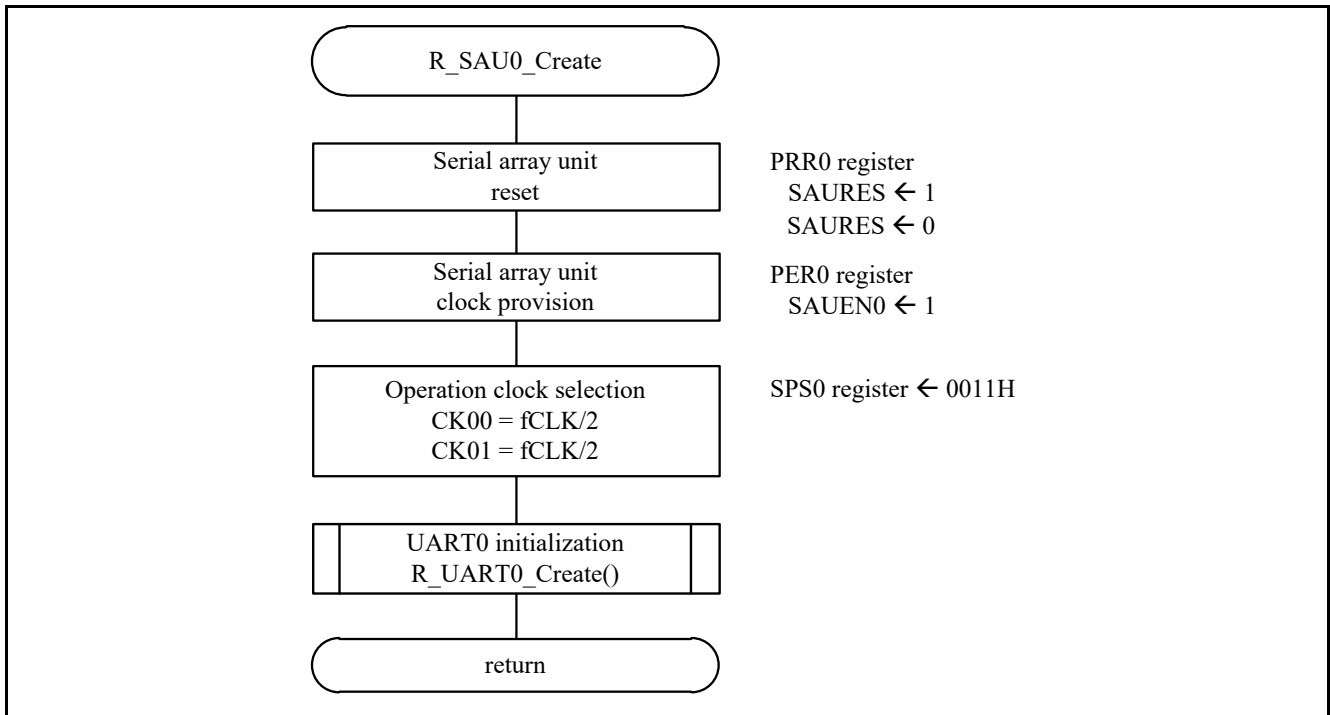 R_SAU0_Create
Serial array unit
reset
PRR0 register
SAURES ← 1
SAURES ← 0
Serial array unit
clock provision
PER0 register
SAUEN0 ← 1
Operation clock selection
CK00 = fCLK/2
CK01 = fCLK/2
SPS0 register ← 0011H
UART0 initialization
R_UART0_Create()
return